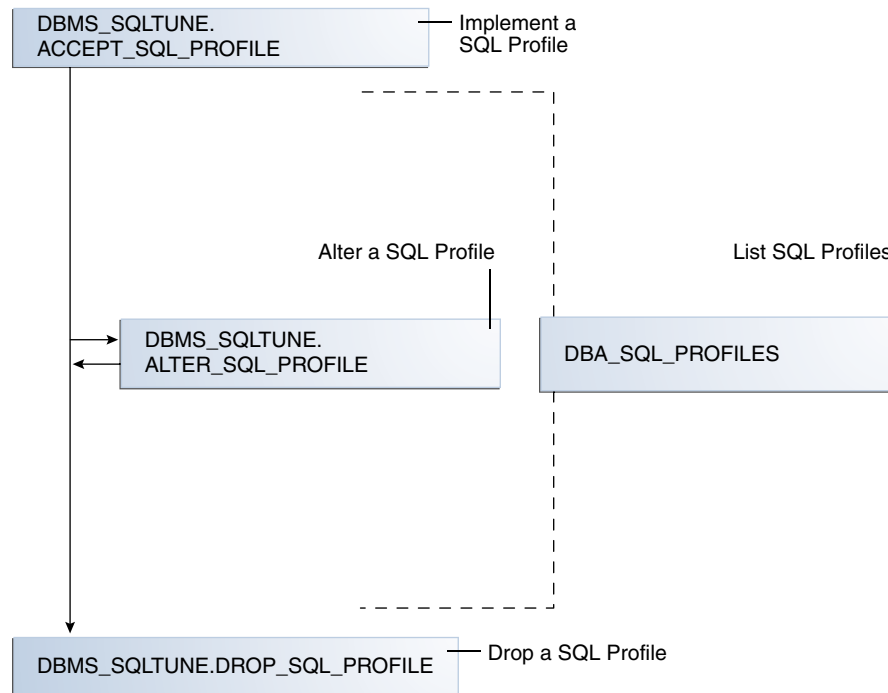 DBMS_SQLTUNE.
ACCEPT_SQL_PROFILE
Implement a
SQL Profile
Alter a SQL Profile
List SQL Profiles
DBMS_SQLTUNE.
ALTER_SQL_PROFILE
DBA_SQL_PROFILES
DBMS_SQLTUNE.DROP_SQL_PROFILE
Drop a SQL Profile